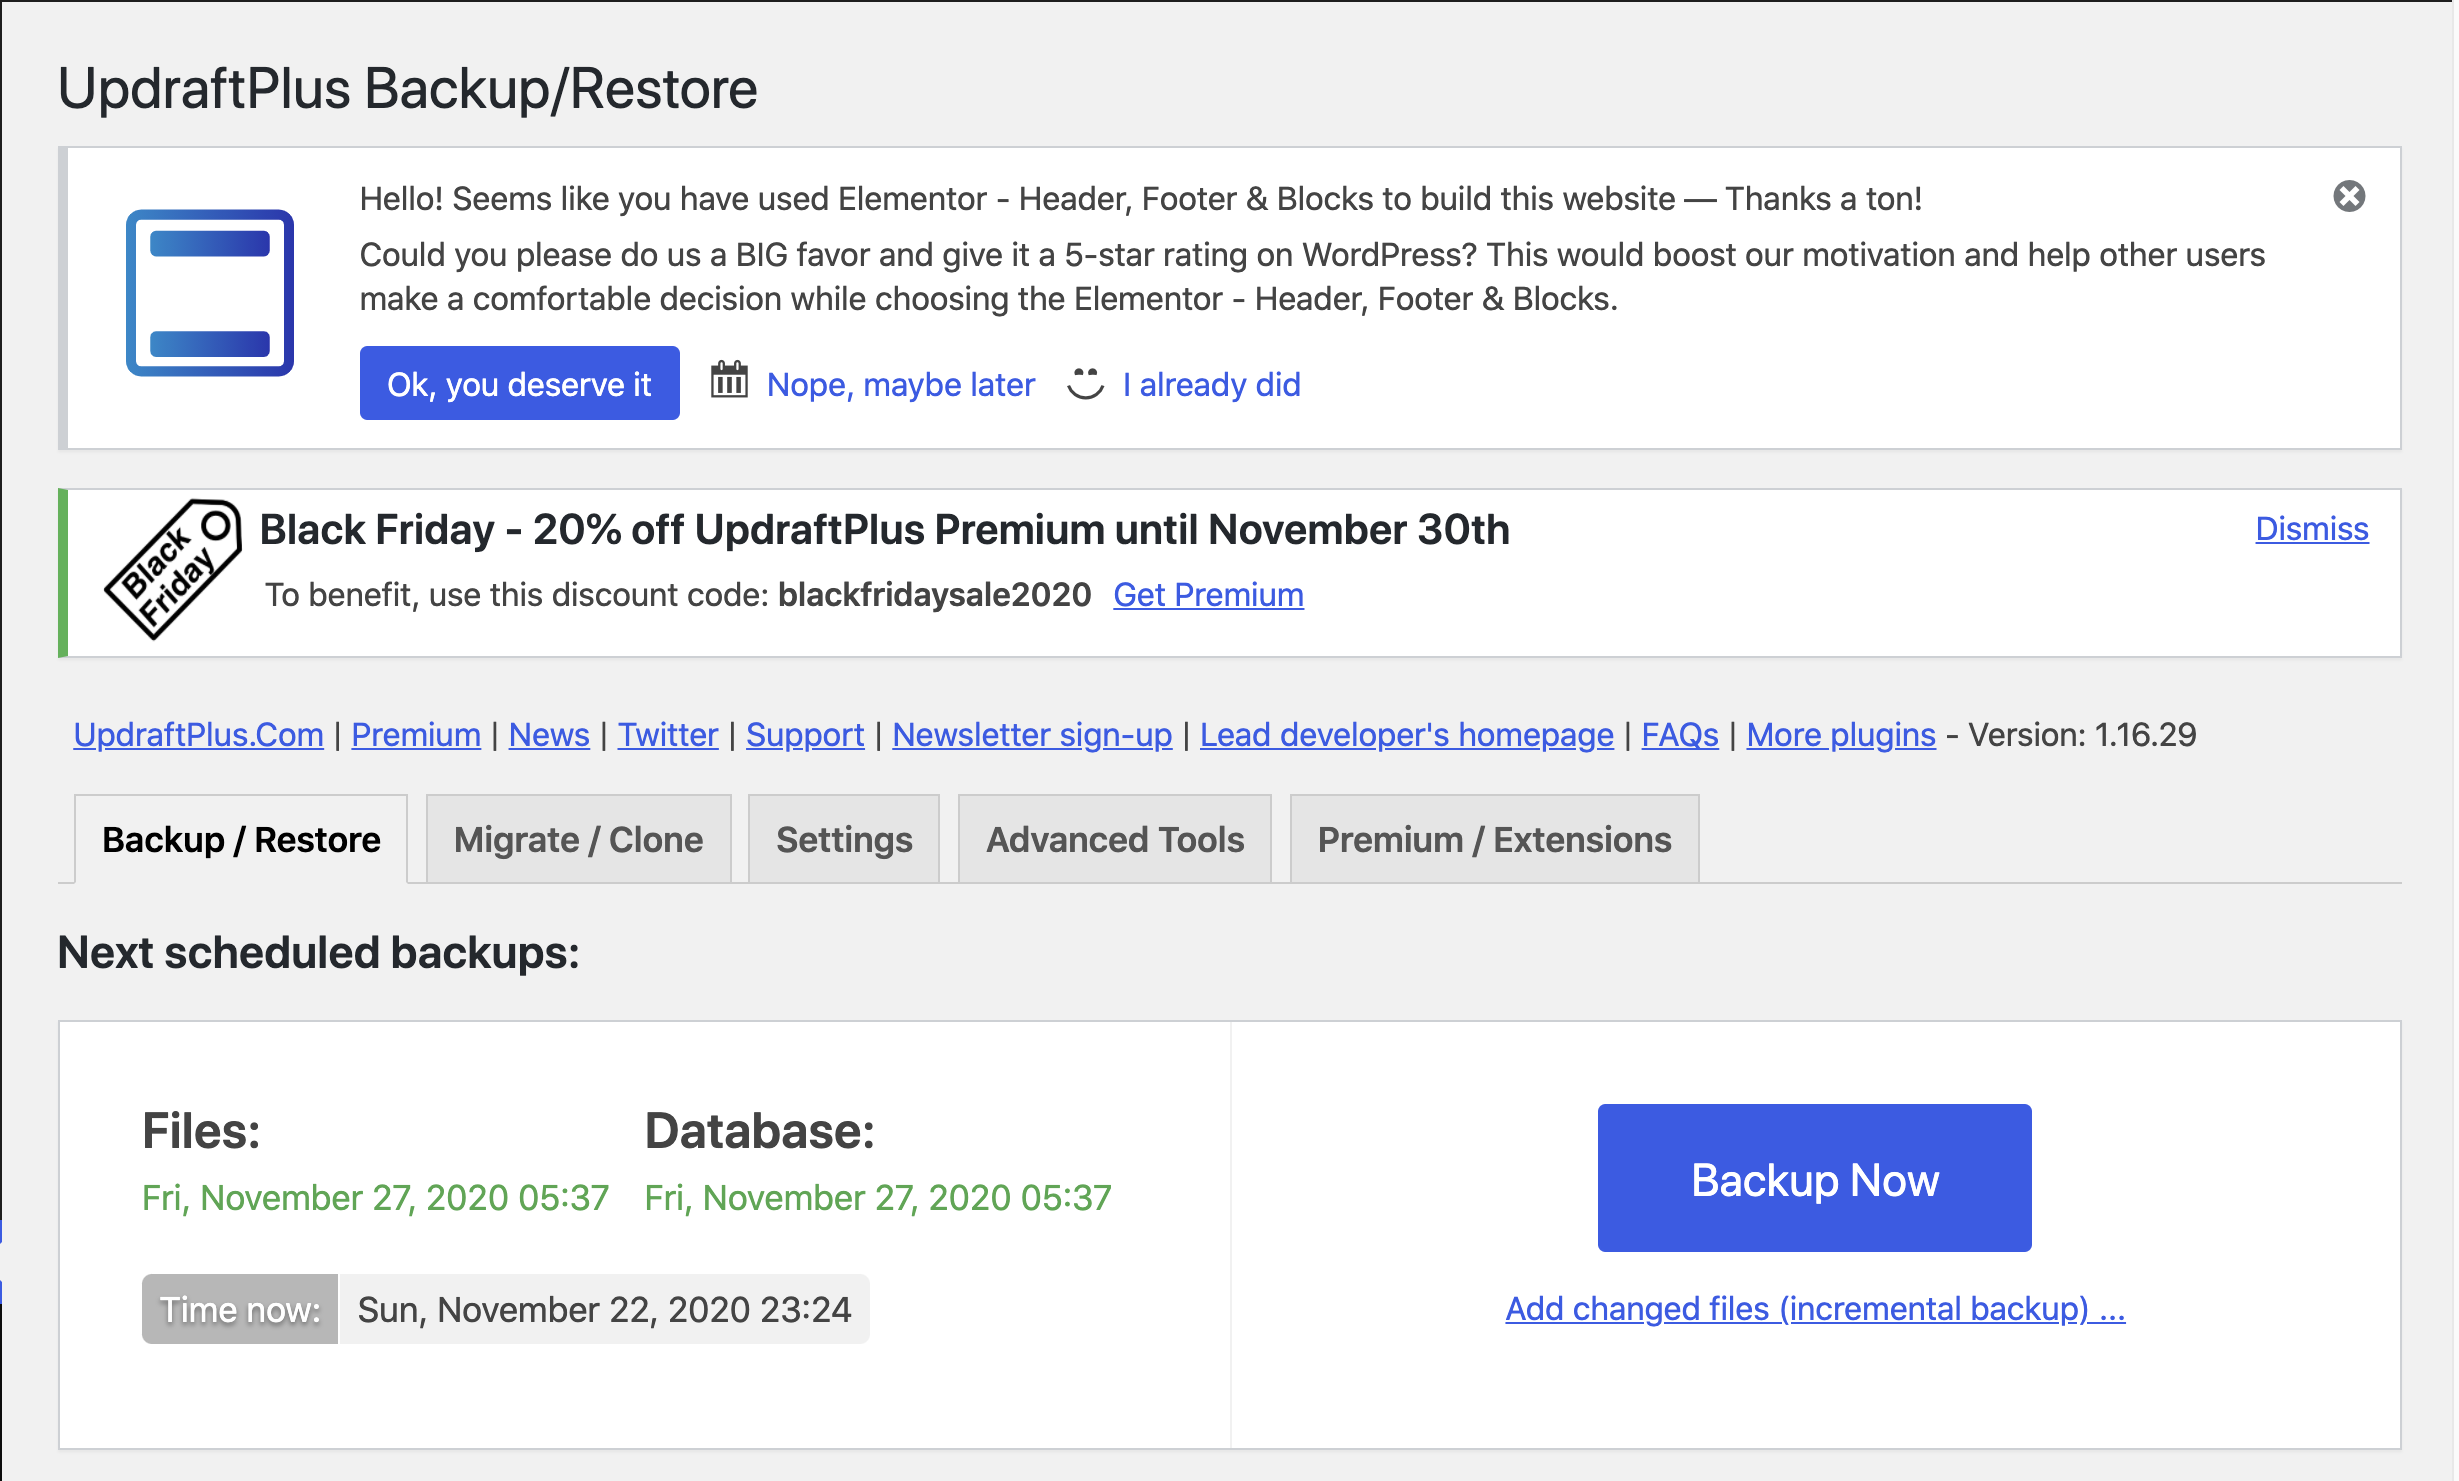 UpdraftPlus Backup/Restore
Hello! Seems like you have used Elementor - Header, Footer & Blocks to build this website — Thanks a ton!
Could you please do us a BIG favor and give it a 5-star rating on WordPress? This would boost our motivation and help other users
make a comfortable decision while choosing the Elementor - Header, Footer & Blocks.
Ok, you deserve it Nope, maybe later I already did
Black
Friday
Black Friday - 20% off UpdraftPlus Premium until November 30th
Dismiss
To benefit, use this discount code: blackfridaysale2020 Get Premium
UpdraftPlus.Com | Premium | News | Twitter | Support | Newsletter sign-up | Lead developer's homepage | FAQs | More plugins - Version: 1.16.29
Backup / Restore Migrate / Clone Settings Advanced Tools Premium / Extensions
Next scheduled backups:
Files:
Fri, November 27, 2020 05:37
Database:
Fri, November 27, 2020 05:37
Time now: Sun, November 22, 2020 23:24
Backup Now
Add changed files (incremental backup) ...